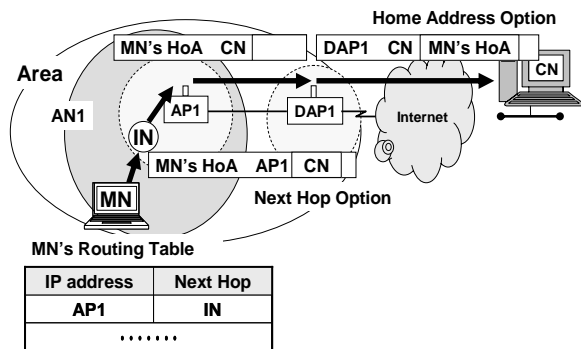 Home Address Option
MN's HoA CN
DAP1 CN MN's HoA
CN
Area
AN1
AP1
DAP1
Internet
IN
MN's HoA AP1 CN
MN
Next Hop Option
MN's Routing Table
IP address Next Hop
AP1 IN
.......